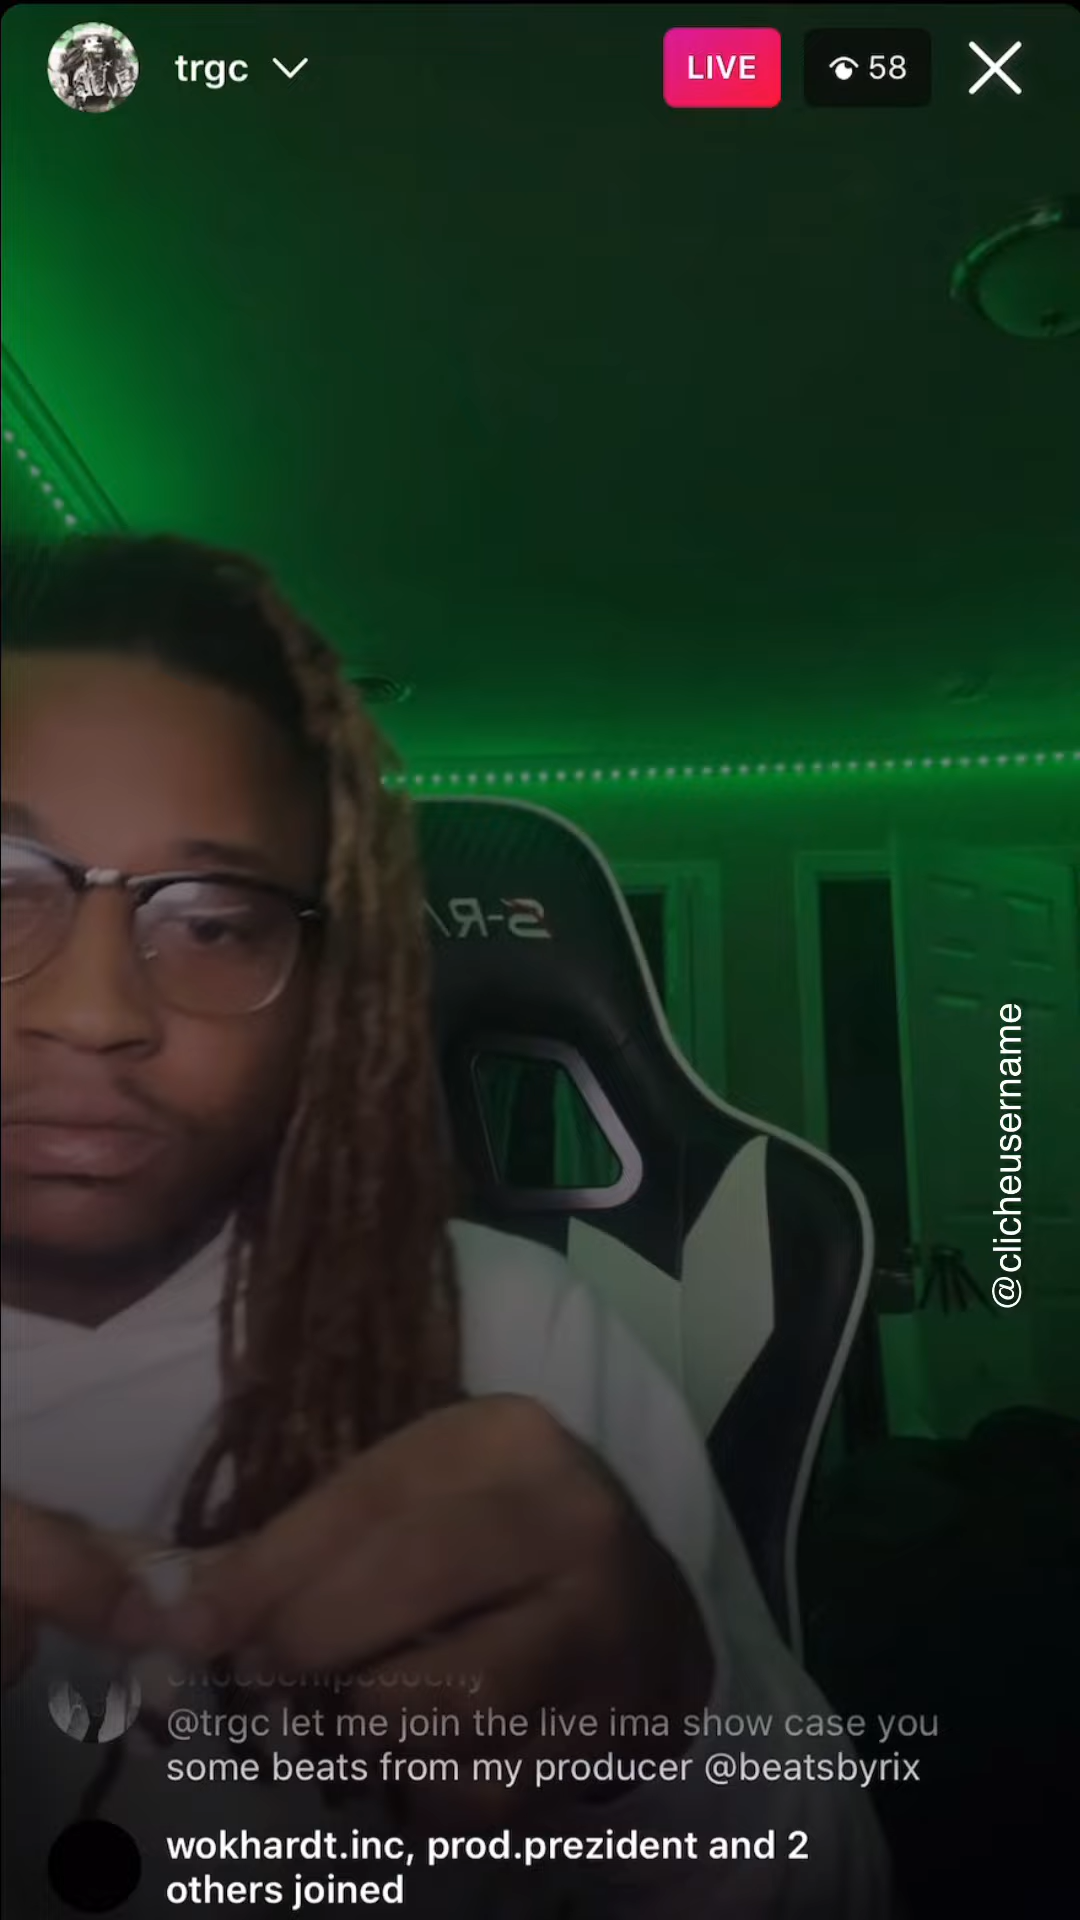 trgc
LIVE
58
S-R
@clicheusername
@trgc let me join the live ima show case you
some beats from my producer @beatsbyrix
wokhardt.inc, prod.prezident and 2
others joined